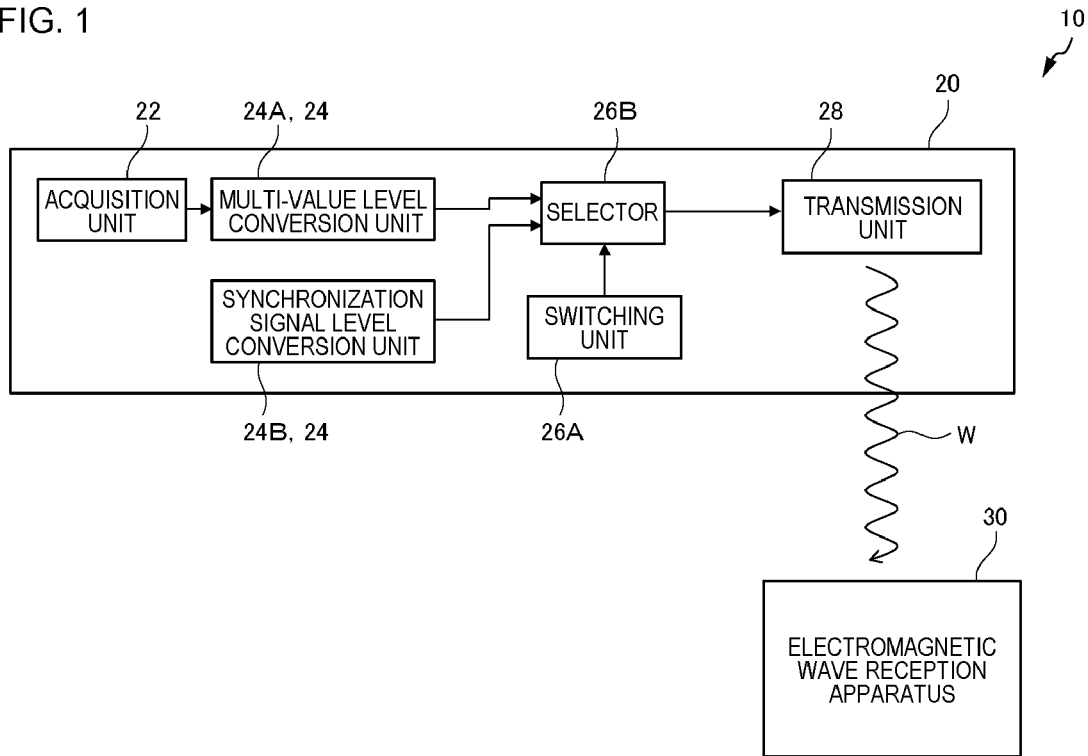 FIG. 1
10
20
22
24A, 24
26B
28
ACQUISITION
UNIT
MULTI-VALUE LEVEL
CONVERSION UNIT
SELECTOR
TRANSMISSION
UNIT
SYNCHRONIZATION
SIGNAL LEVEL
CONVERSION UNIT
SWITCHING
UNIT
24B, 24
26A
W
30
ELECTROMAGNETIC
WAVE RECEPTION
APPARATUS